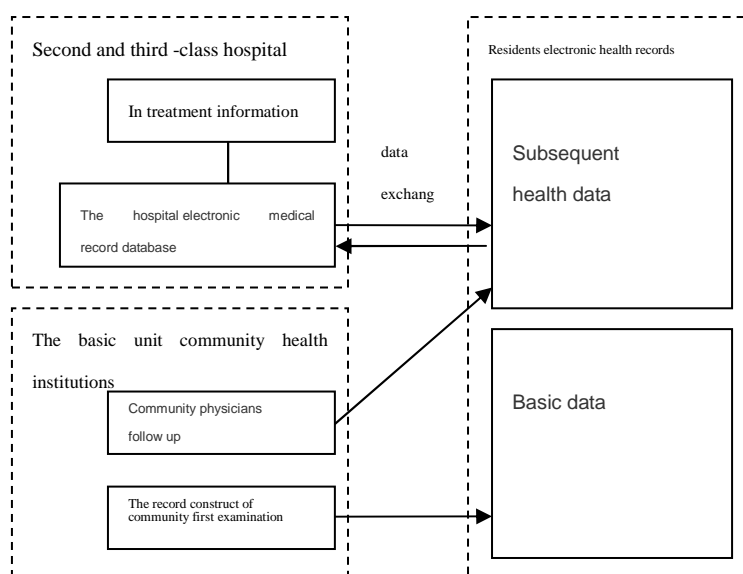 Second and third -class hospital
In treatment information
The hospital electronic medical
record database
data
exchang
Residents electronic health records
Subsequent
health data
The basic unit community health
institutions
Community physicians
follow up
The record construct of
community first examination
Basic data